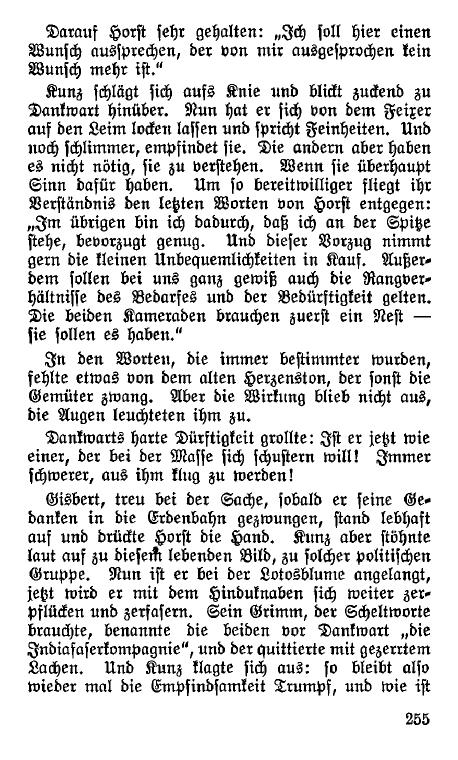 Darauf Horst sehr gehalten: „Ich soll hier einen
Wunsch aussprechen, der von mir ausgesprochen kein
Wunsch mehr ist.“
Kunz schlägt sich aufs Knie und blickt zuckend zu
Dankwart hinüber. Nun hat er sich von dem Feixer
auf den Leim locken lassen und spricht Feinheiten. Und
noch schlimmer, empfindet sie. Die andern aber haben
es nicht nötig, sie zu verstehen. Wenn sie überhaupt
Sinn dafür haben. Um so bereitwilliger fliegt ihr
Verständnis den letzten Worten von Horst entgegen:
„Im übrigen bin ich dadurch, daß ich an der Spitze
stehe, bevorzugt genug. Und dieser Vorzug nimmt
gern die kleinen Unbequemlichkeiten in Kauf. Außer-
dem sollen bei uns ganz gewiß auch die Rangver-
hältnisse des Bedarfes und der Bedürftigkeit gelten.
Die beiden Kameraden brauchen zuerst ein Nest —
sie sollen es haben.“
In den Worten, die immer bestimmter wurden,
fehlte etwas von dem alten Herzenston, der sonst die
Gemüter zwang. Aber die Wirkung blieb nicht aus,
die Augen leuchteten ihm zu.
Dankwarts harte Dürftigkeit grollte: Ist er jetzt wie
einer, der bei der Masse sich schustern will! Immer
schwerer, aus ihm klug zu werden!
Gisbert, treu bei der Sache, sobald er seine Ge-
danken in die Erdenbahn gezwungen, stand lebhaft
auf und drückte Horst die Hand. Kunz aber stöhnte
laut auf zu diesem lebenden Bild, zu solcher politischen
Gruppe. Nun ist er bei der Lotosblume angelangt,
jetzt wird er mit dem Hinduknaben sich weiter zer-
pflücken und zerfasern. Sein Grimm, der Scheltworte
brauchte, benannte die beiden vor Dankwart „die
Indiafaserkompagnie“, und der quittierte mit gezerrtem
Lachen. Und Kunz klagte sich aus: so bleibt also
wieder mal die Empfindsamkeit Trumpf, und wie ist
255